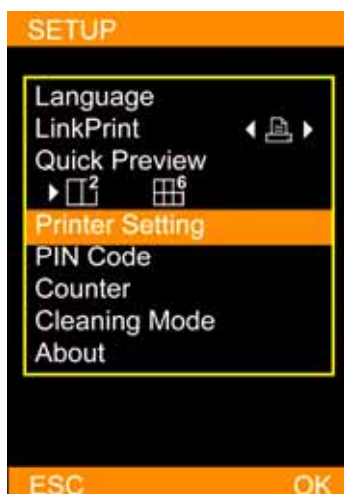 SETUP
Language
LinkPrint
Quick Preview
2 6
Printer Setting
PIN Code
Counter
Cleaning Mode
About
ESC OK